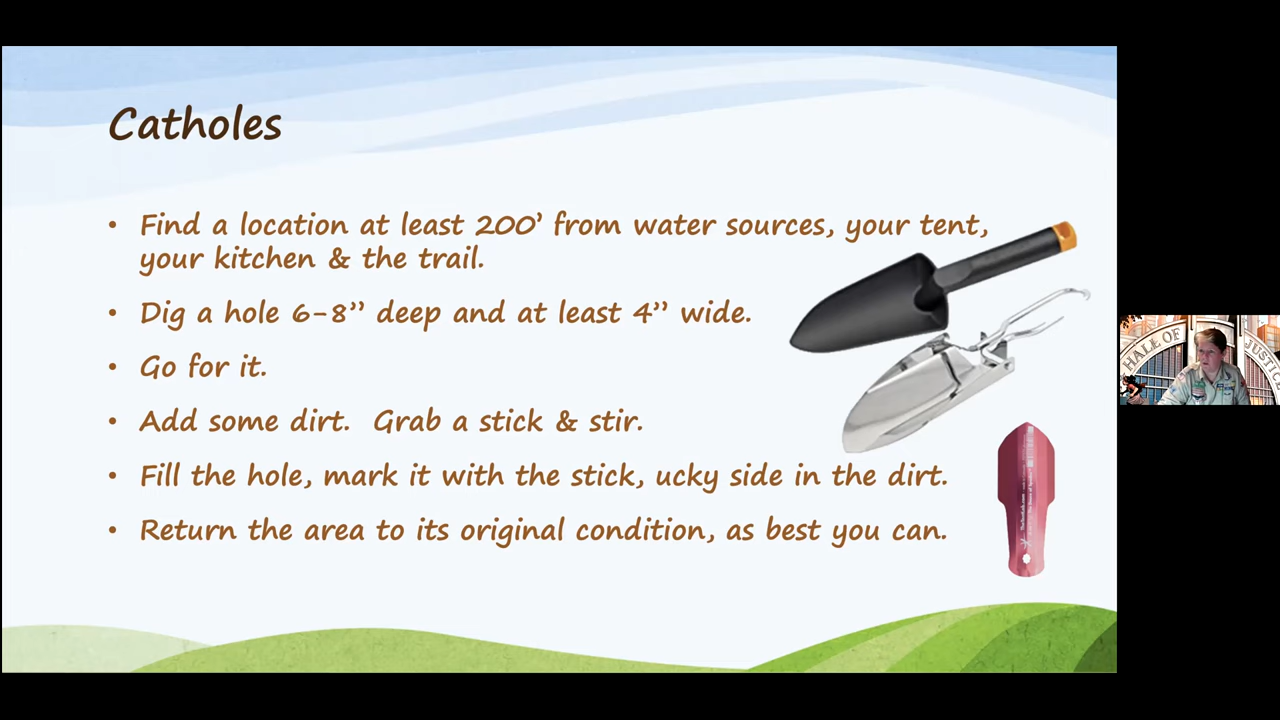 Catholes
• Find a location at least 200’ from water sources, your tent,
your kitchen & the trail.
• Dig a hole 6-8” deep and at least 4” wide.
• Go for it.
• Add some dirt.  Grab a stick & stir.
• Fill the hole, mark it with the stick, ucky side in the dirt.
• Return the area to its original condition, as best you can.
HALL OF JUSTICE